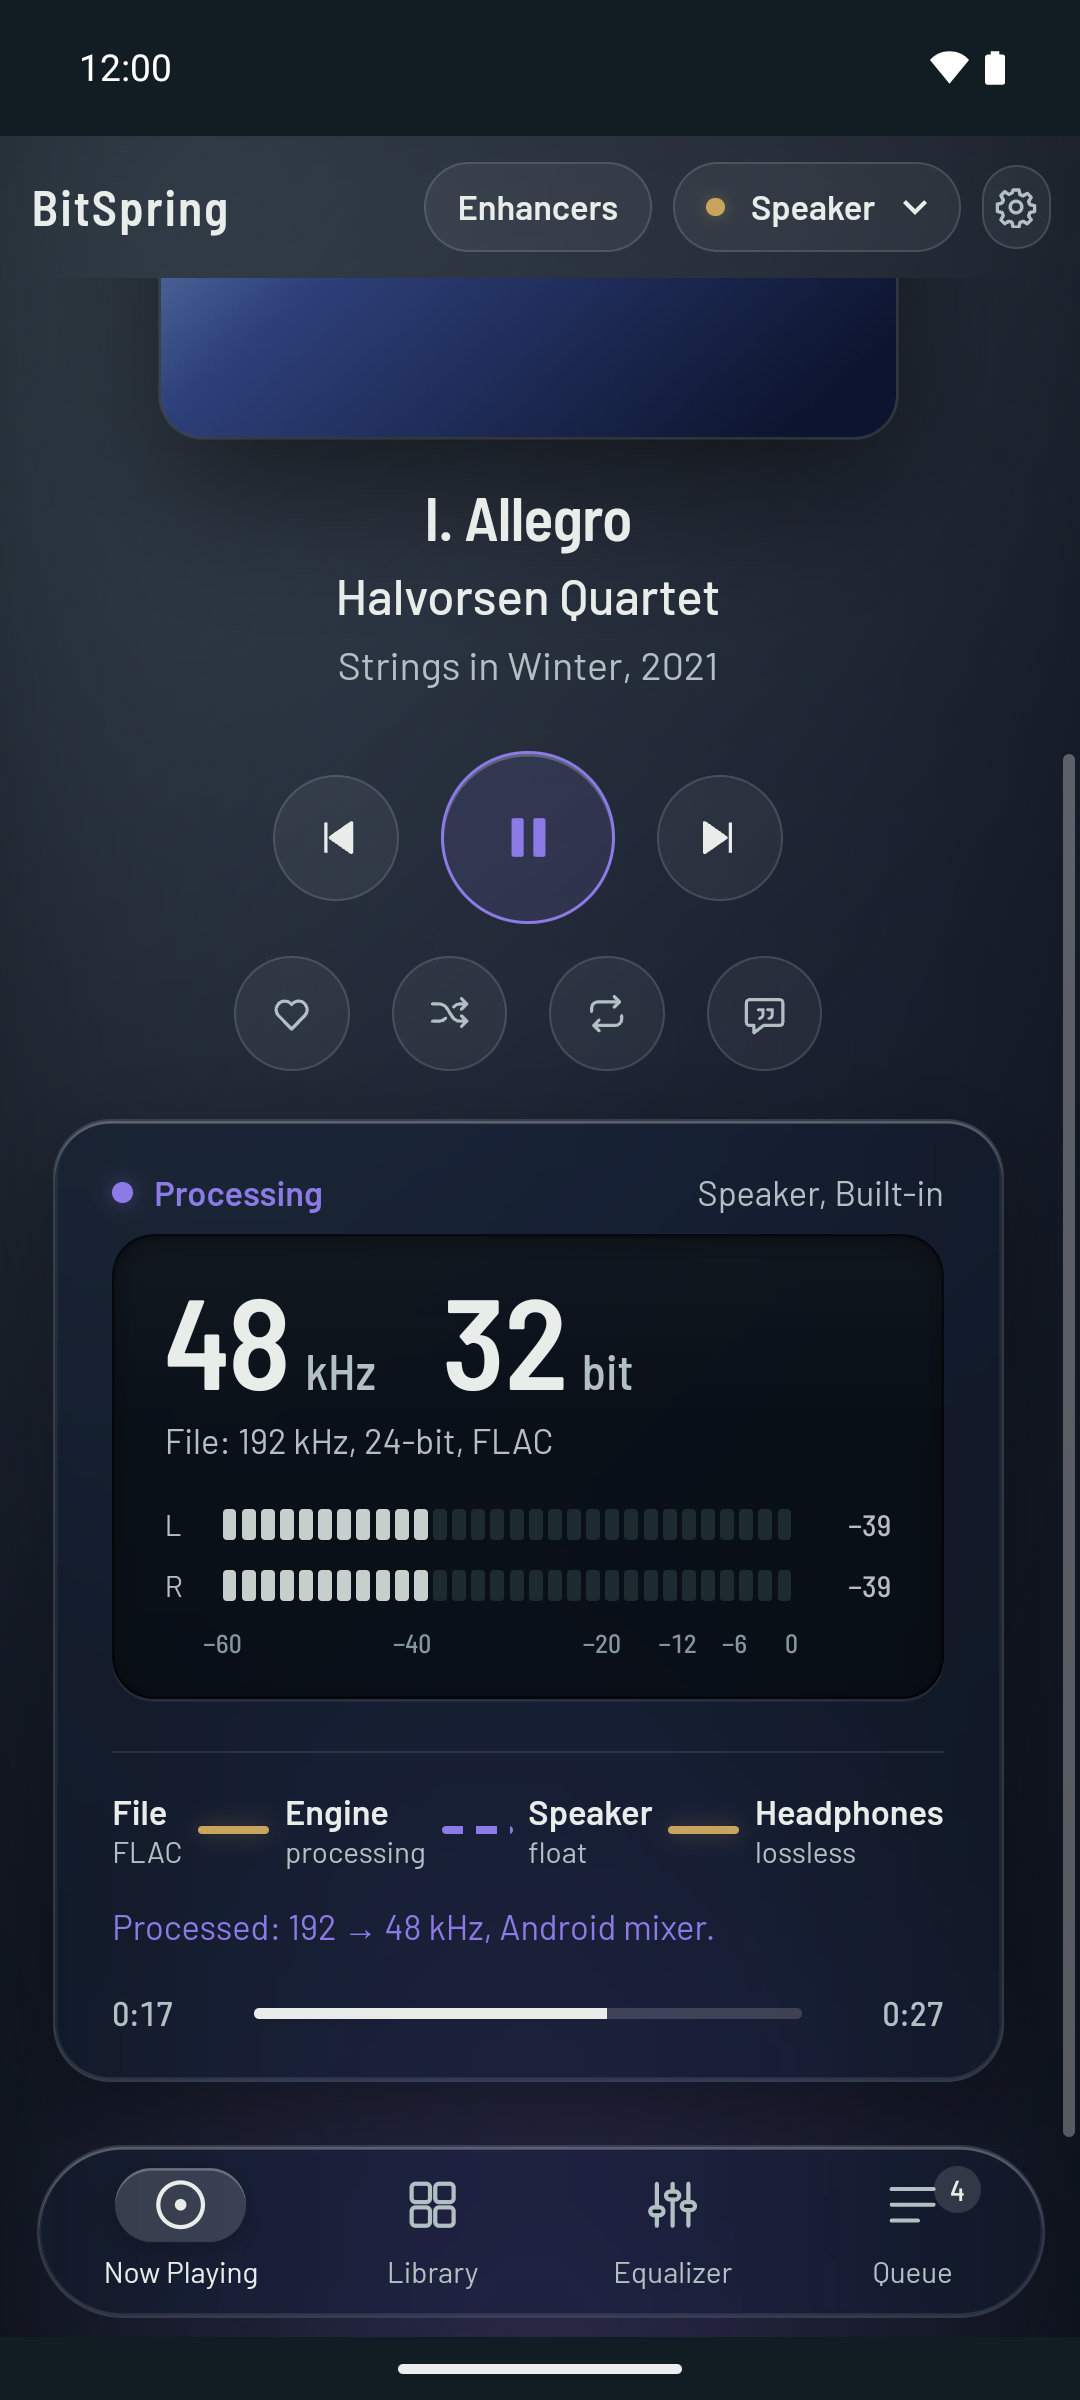 12:00
BitSpring
Enhancers
Speaker
I. Allegro
Halvorsen Quartet
Strings in Winter, 2021
Processing
Speaker, Built-in
48 kHz 32 bit
File: 192 kHz, 24-bit, FLAC
L −39
R −39
−60 −40 −20 −12 −6 0
File Engine Speaker Headphones
FLAC processing float lossless
Processed: 192 → 48 kHz, Android mixer.
0:17 0:27
4
Now Playing Library Equalizer Queue